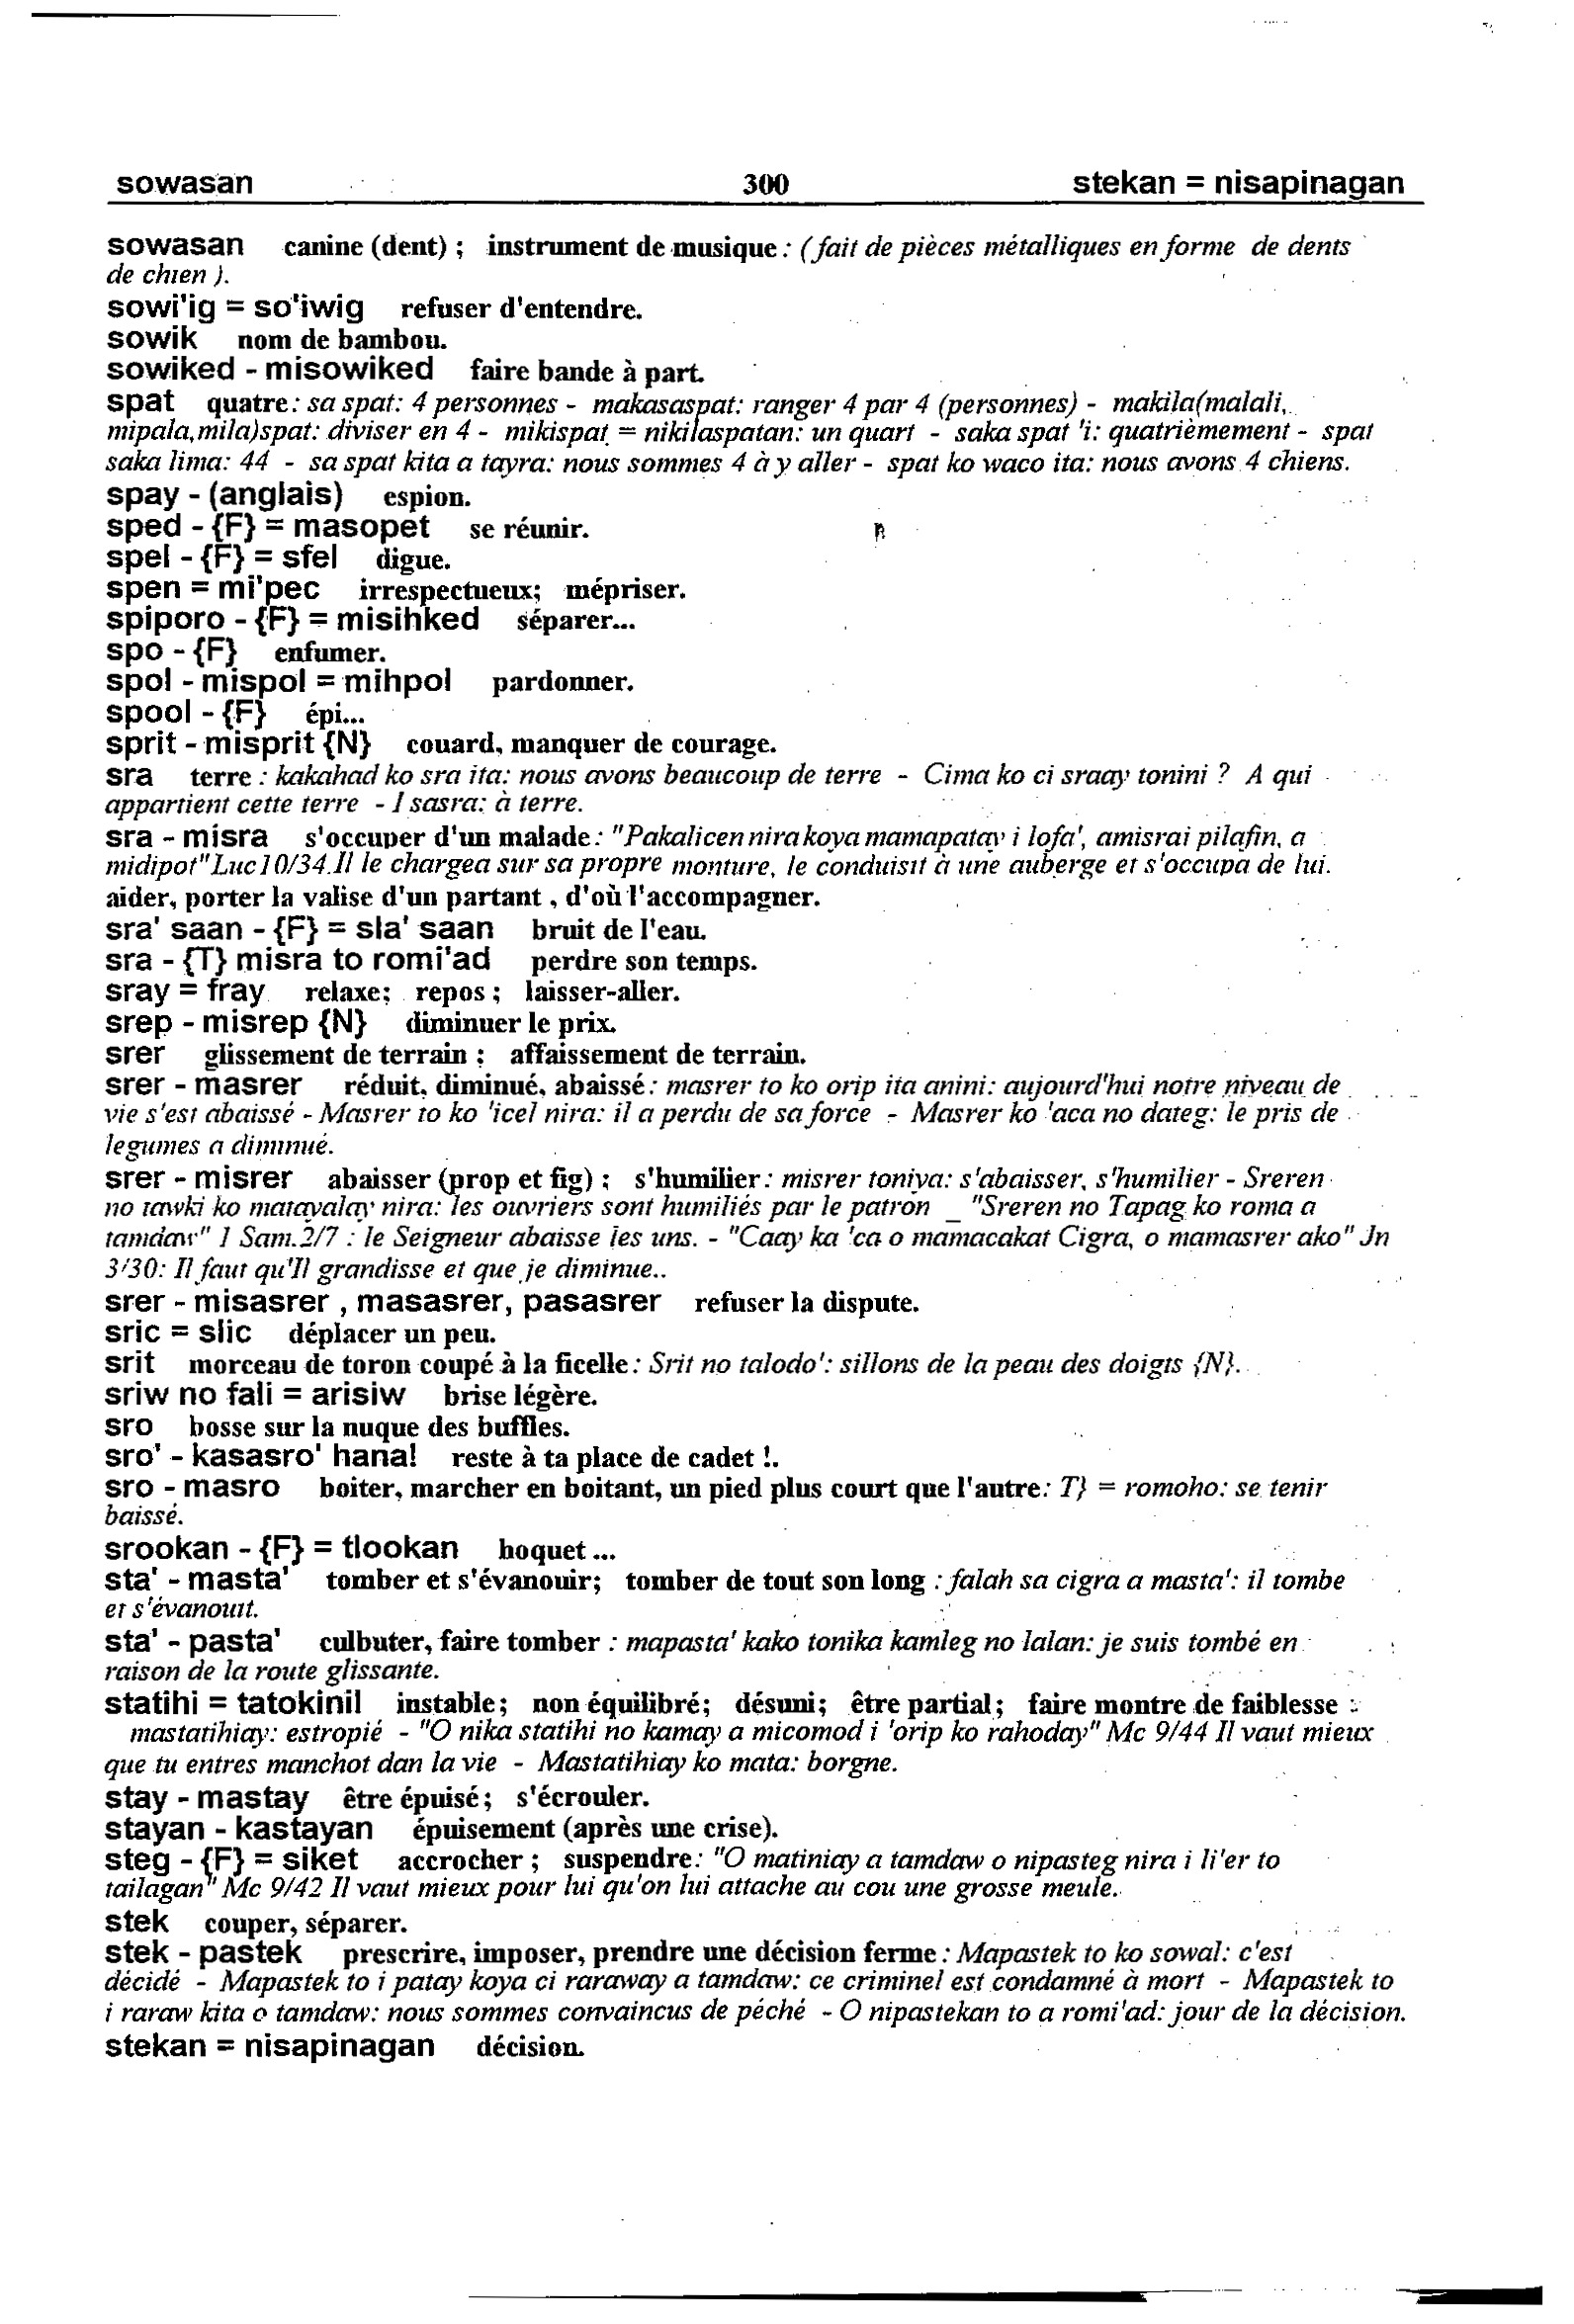 sowasan 300 stekan = nisapinagan
sowasan canine (dent) ; instrument de musique : ( fait de pièces métalliques en forme de dents
de chien ).
sowi'ig = so'iwig refuser d'entendre.
sowik nom de bambou.
sowiked - misowiked faire bande à part.
spat quatre: sa spat: 4 personnes - makasaspat: ranger 4 par 4 (personnes) - makila(malali,
mipala,mila)spat: diviser en 4 - mikispat = nikilaspatan: un quart - saka spat 'i: quatrièmement - spat
saka lima: 44 - sa spat kita a tayra: nous sommes 4 à y aller - spat ko waco ita: nous avons 4 chiens.
spay - (anglais) espion.
sped - {F} = masopet se réunir.
spel - {F} = sfel digue.
spen = mi'pec irrespectueux; mépriser.
spiporo - {F} = misihked séparer...
spo - {F} enfumer.
spol - mispol = mihpol pardonner.
spool - {F} épi...
sprit - misprit {N} couard, manquer de courage.
sra terre : kakahad ko sra ita: nous avons beaucoup de terre - Cima ko ci sraay tonini ? A qui
appartient cette terre - I sasra: à terre.
sra - misra s'occuper d'un malade : "Pakalicen nira koya mamapatay i lofa', amisrai pilafin, a
midipot"Luc10/34.Il le chargea sur sa propre monture, le conduisit à une auberge et s'occupa de lui.
aider, porter la valise d'un partant , d'où l'accompagner.
sra' saan - {F} = sla' saan bruit de l'eau.
sra - {T} misra to romi'ad perdre son temps.
sray = fray relaxe; repos ; laisser-aller.
srep - misrep {N} diminuer le prix.
srer glissement de terrain ; affaissement de terrain.
srer - masrer réduit, diminué, abaissé : masrer to ko orip ita anini: aujourd'hui notre niveau de
vie s'est abaissé - Masrer to ko 'icel nira: il a perdu de sa force - Masrer ko 'aca no dateg: le pris de
legumes a diminué.
srer - misrer abaisser (prop et fig) ; s'humilier : misrer toniya: s'abaisser, s'humilier - Sreren
no tawki ko matayalay nira: les ouvriers sont humiliés par le patron _ "Sreren no Tapag ko roma a
tamdaw" 1 Sam.2/7 : le Seigneur abaisse les uns. - "Caay ka 'ca o mamacakat Cigra, o mamasrer ako" Jn
3/30: Il faut qu'Il grandisse et que je diminue..
srer - misasrer , masasrer, pasasrer refuser la dispute.
sric = slic déplacer un peu.
srit morceau de toron coupé à la ficelle : Srit no talodo': sillons de la peau des doigts {N}.
sriw no fali = arisiw brise légère.
sro bosse sur la nuque des buffles.
sro' - kasasro' hana! reste à ta place de cadet !.
sro - masro boiter, marcher en boitant, un pied plus court que l'autre: T} = romoho: se tenir
baissé.
srookan - {F} = tlookan hoquet ...
sta' - masta' tomber et s'évanouir; tomber de tout son long : falah sa cigra a masta': il tombe
et s'évanouit.
sta' - pasta' culbuter, faire tomber : mapasta' kako tonika kamleg no lalan: je suis tombé en
raison de la route glissante.
statihi = tatokinil instable; non équilibré; désuni; être partial; faire montre de faiblesse :
mastatihiay: estropié - "O nika statihi no kamay a micomod i 'orip ko rahoday" Mc 9/44 Il vaut mieux
que tu entres manchot dan la vie - Mastatihiay ko mata: borgne.
stay - mastay être épuisé ; s'écrouler.
stayan - kastayan épuisement (après une crise).
steg - {F} = siket accrocher ; suspendre : "O matiniay a tamdaw o nipasteg nira i li'er to
tailagan" Mc 9/42 Il vaut mieux pour lui qu'on lui attache au cou une grosse meule.
stek couper, séparer.
stek - pastek prescrire, imposer, prendre une décision ferme : Mapastek to ko sowal: c'est
décidé - Mapastek to i patay koya ci raraway a tamdaw: ce criminel est condamné à mort - Mapastek to
i raraw kita o tamdaw: nous sommes convaincus de péché - O nipastekan to a romi'ad: jour de la décision.
stekan = nisapinagan décision.